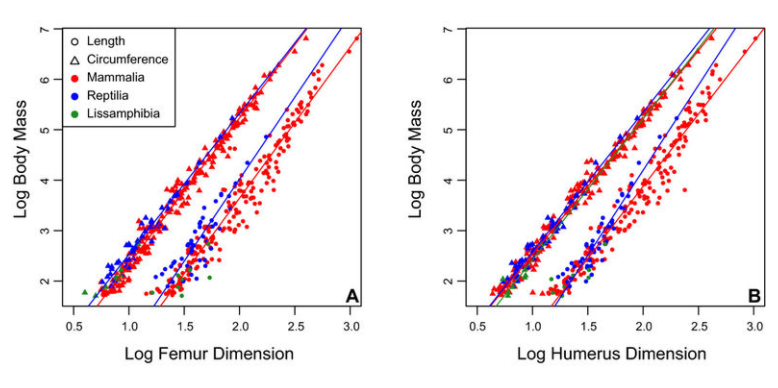 Length
Circumference
Mammalia
Reptilia
Lissamphibia
Log Body Mass
7
6
5
4
3
2
0.5 1.0 1.5 2.0 2.5 3.0
Log Femur Dimension
A
Log Body Mass
7
6
5
4
3
2
0.5 1.0 1.5 2.0 2.5 3.0
Log Humerus Dimension
B